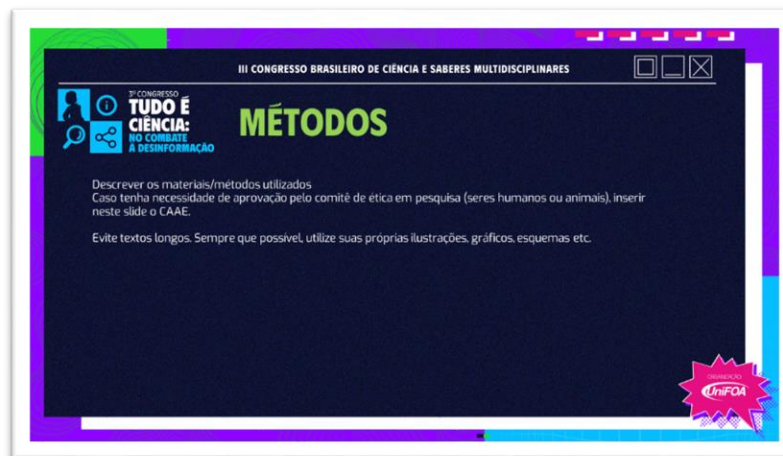 III CONGRESSO BRASILEIRO DE CIÊNCIA E SABERES MULTIDISCIPLINARES
3º CONGRESSO
TUDO É
CIÊNCIA:
NO COMBATE
À DESINFORMAÇÃO
MÉTODOS
Descrever os materiais/métodos utilizados
Caso tenha necessidade de aprovação pelo comitê de ética em pesquisa (seres humanos ou animais), inserir
neste slide o CAAE.
Evite textos longos. Sempre que possível, utilize suas próprias ilustrações, gráficos, esquemas etc.
ORGANIZAÇÃO
UniFOA